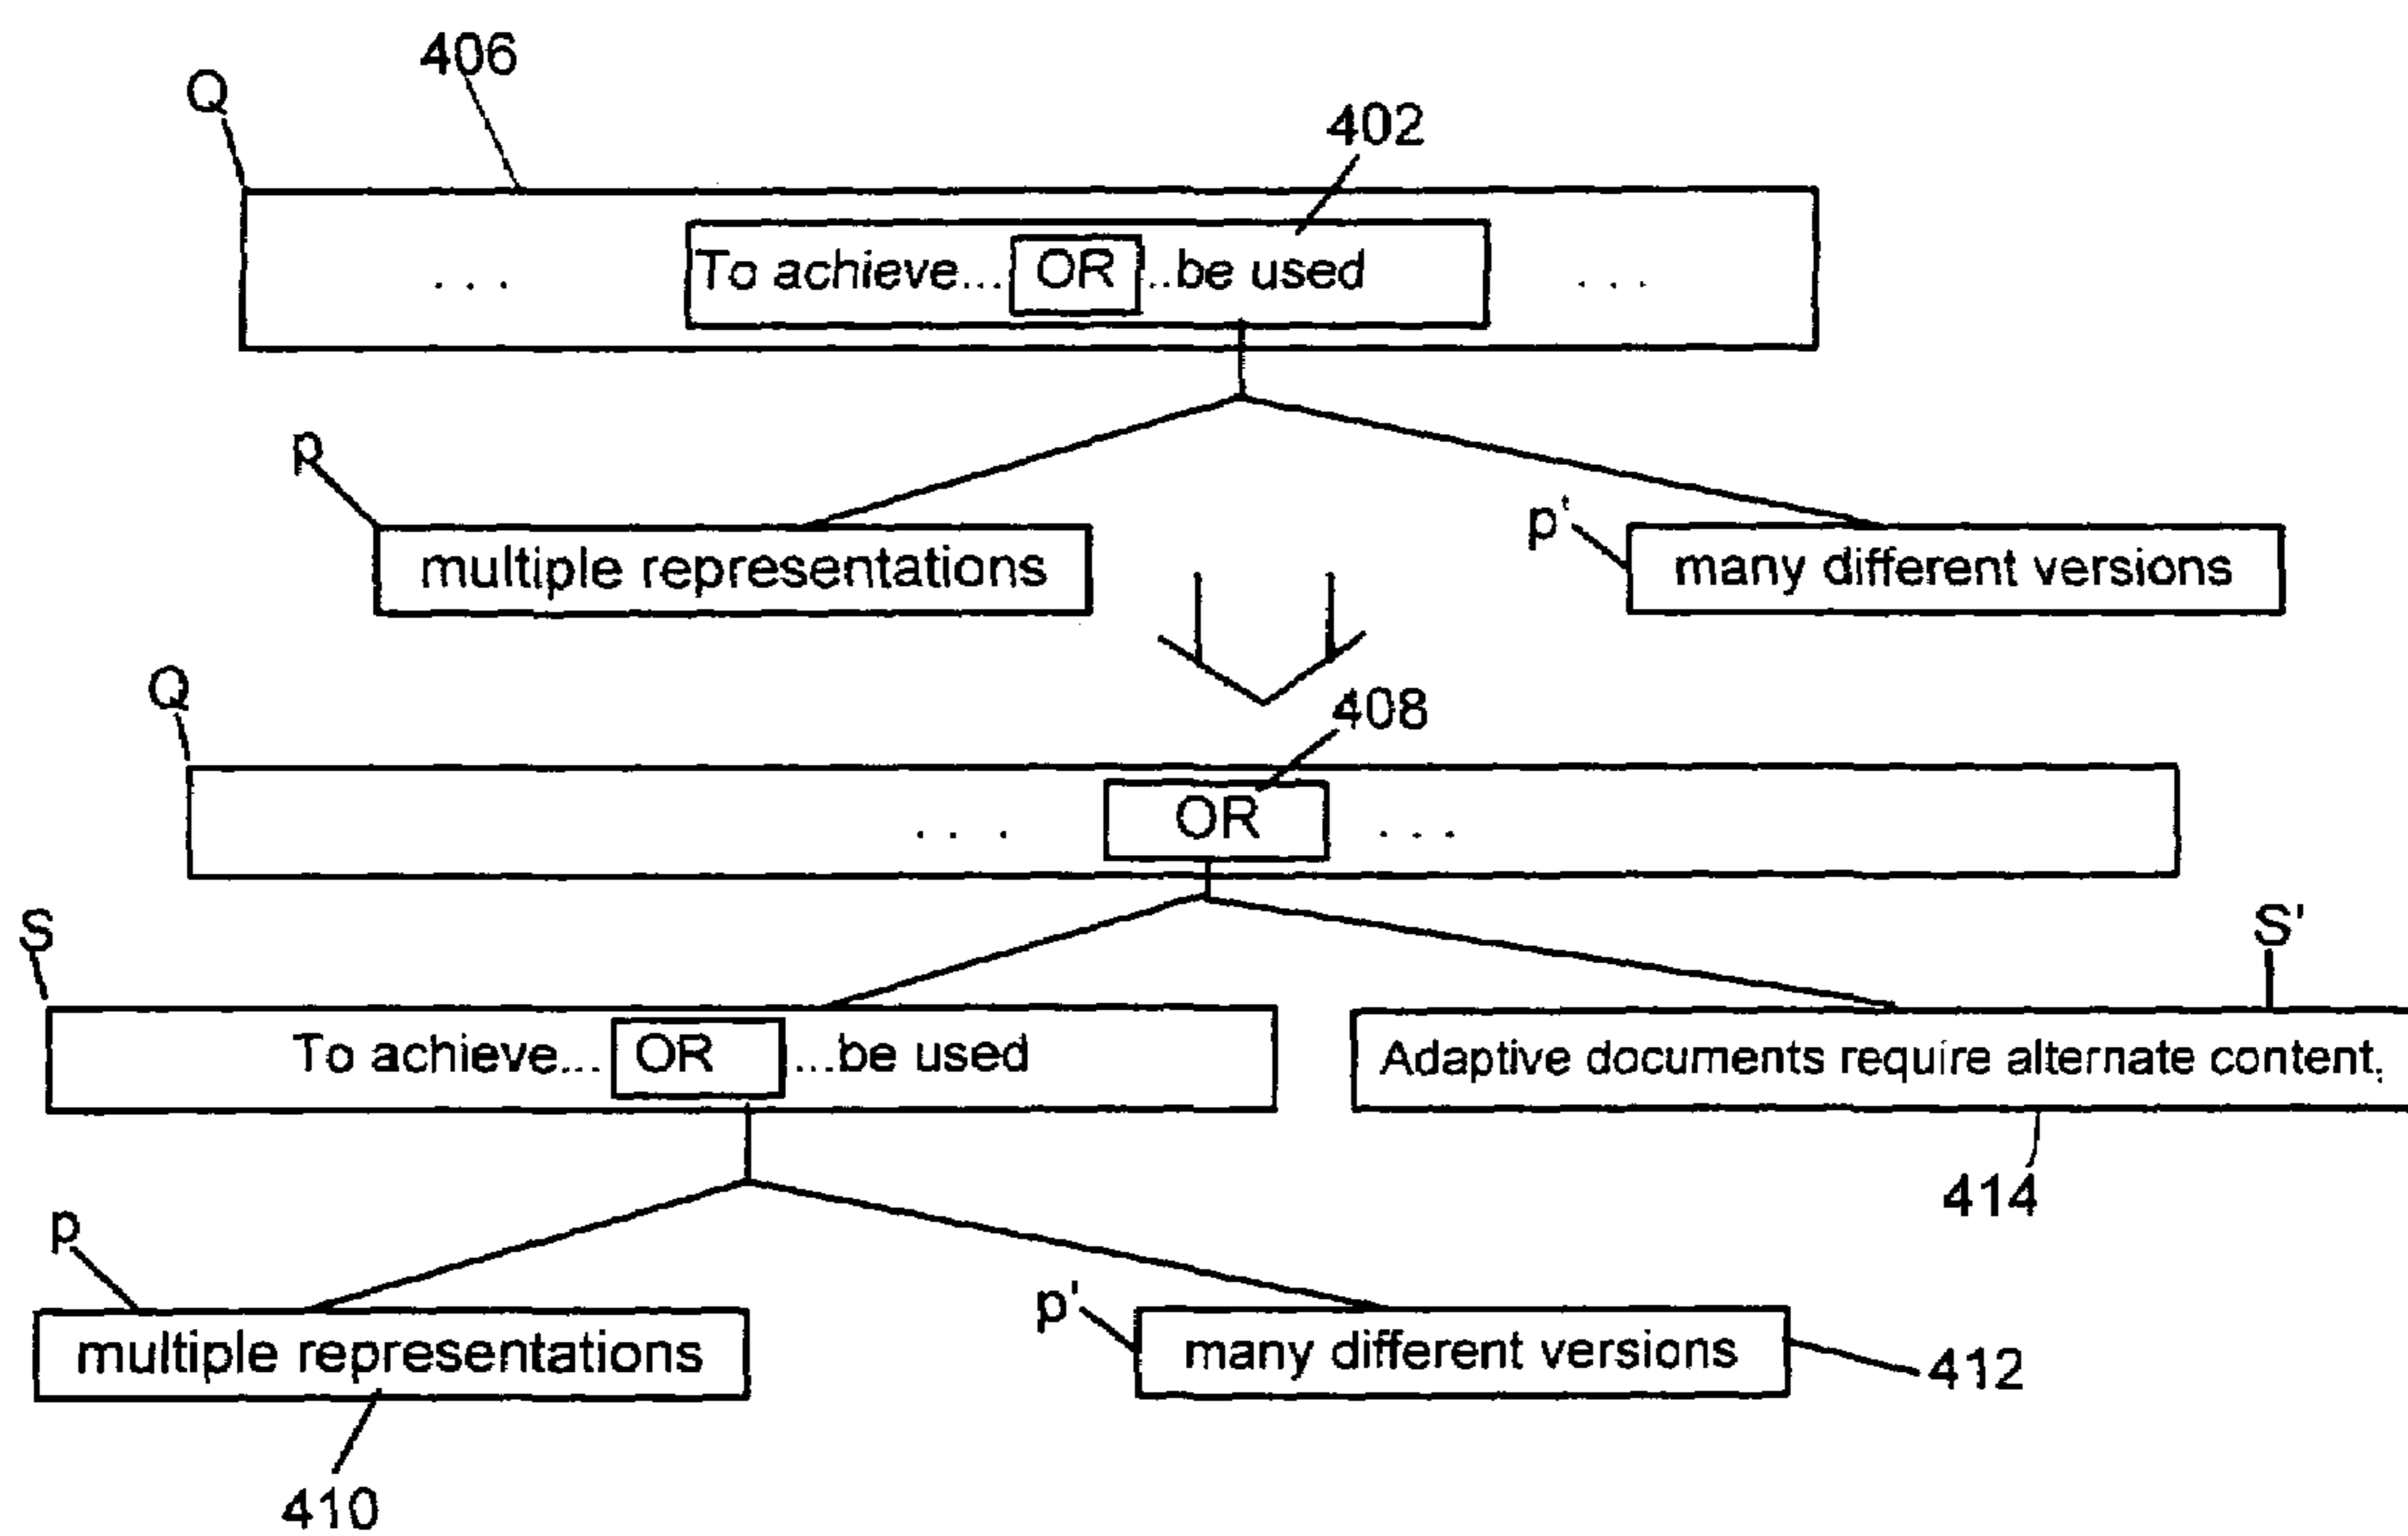 406
Q
402
. . . To achieve... OR ...be used . . .
p
p'
multiple representations
many different versions
Q
408
. . . OR . . .
S
S'
To achieve... OR ...be used
Adaptive documents require alternate content.
414
p
p'
multiple representations
many different versions
412
410